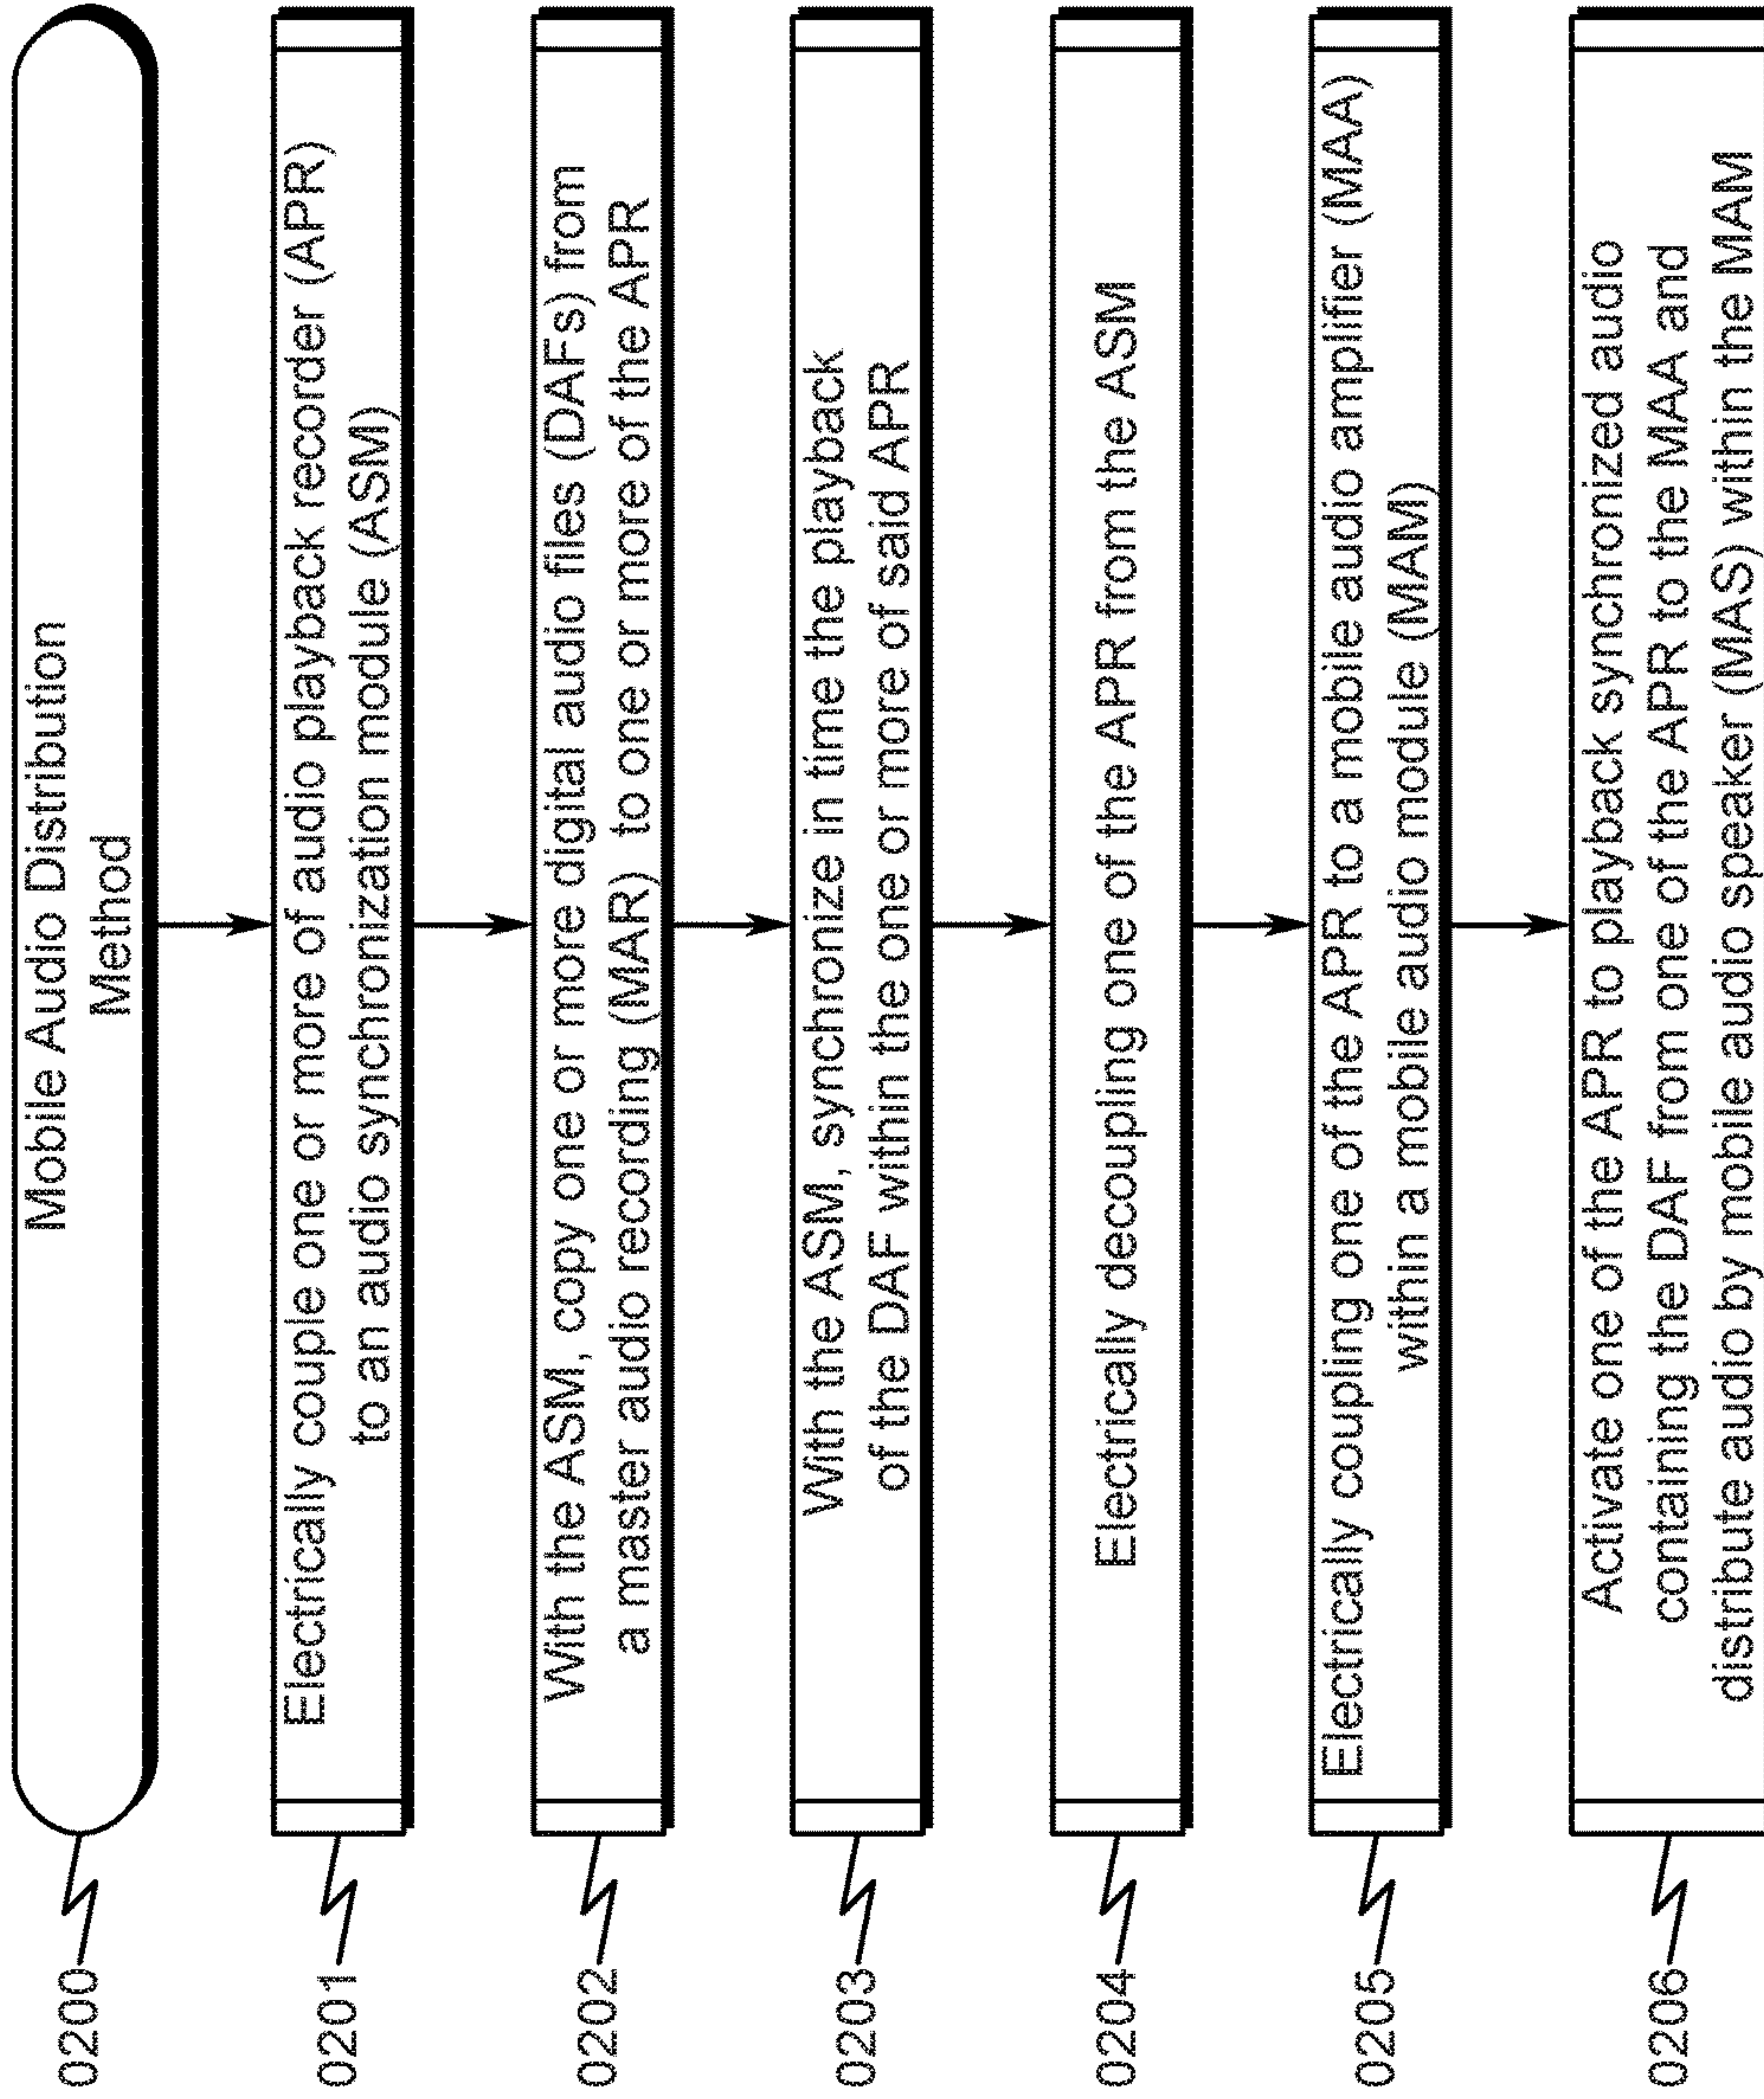 0200
Mobile Audio Distribution
Method
0201
Electrically couple one or more of audio playback recorder (APR)
to an audio synchronization module (ASM)
0202
With the ASM, copy one or more digital audio files (DAFs) from
a master audio recording (MAR) to one or more of the APR
0203
With the ASM, synchronize in time the playback
of the DAF within the one or more of said APR
0204
Electrically decoupling one of the APR from the ASM
0205
Electrically coupling one of the APR to a mobile audio amplifier (MAA)
within a mobile audio module (MAM)
0206
Activate one of the APR to playback synchronized audio
containing the DAF from one of the APR to the MAA and
distribute audio by mobile audio speaker (MAS) within the MAM